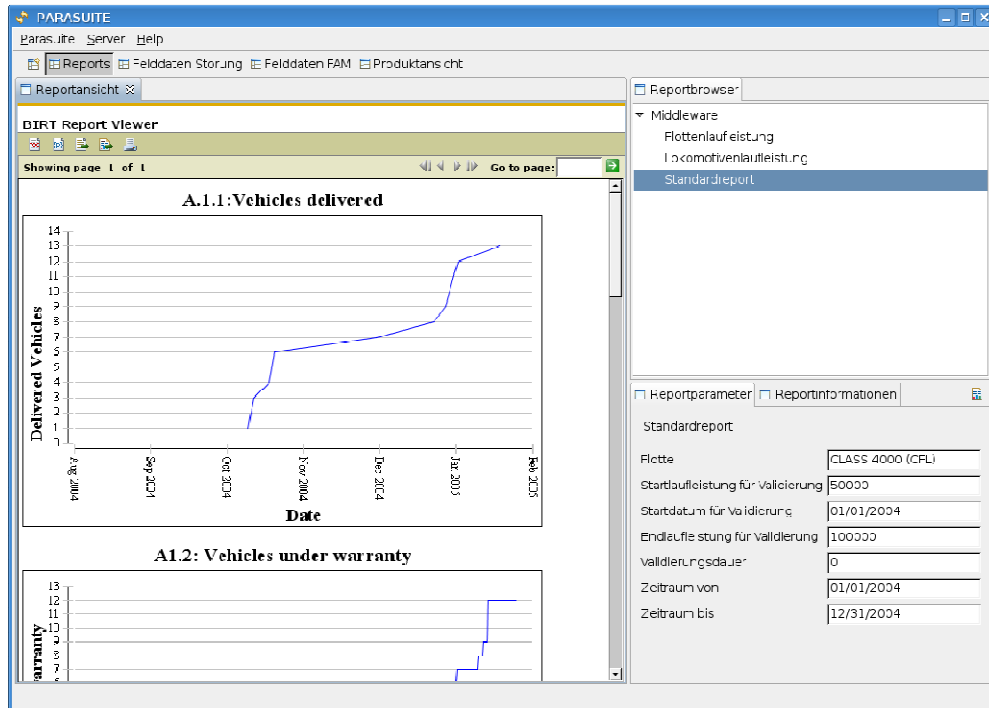 PARASUITE
Parasuite Server Help
Reports Felddaten Störung Felddaten FAM Produktansicht
Reportansicht
BIRT Report Viewer
Showing page 1 of 1 Go to page:
A.1.1:Vehicles delivered
14
13
12
11
10
9
8
7
6
5
4
3
2
1
0
Delivered Vehicles
Aug 2004
Sep 2004
Oct 2004
Nov 2004
Dec 2004
Jan 2005
Feb 2005
Date
A1.2: Vehicles under warranty
13
12
11
10
9
8
7
Reportbrowser
Middleware
Flottenlaufleistung
Lokomotivenlaufleistung
Standardreport
Reportparameter Reportinformationen
Standardreport
Flotte CLASS 4000 (CFL)
Startlaufleistung für Validierung 50000
Startdatum für Validierung 01/01/2004
Endlaufleistung für Validierung 100000
Validierungsdauer 0
Zeitraum von 01/01/2004
Zeitraum bis 12/31/2004